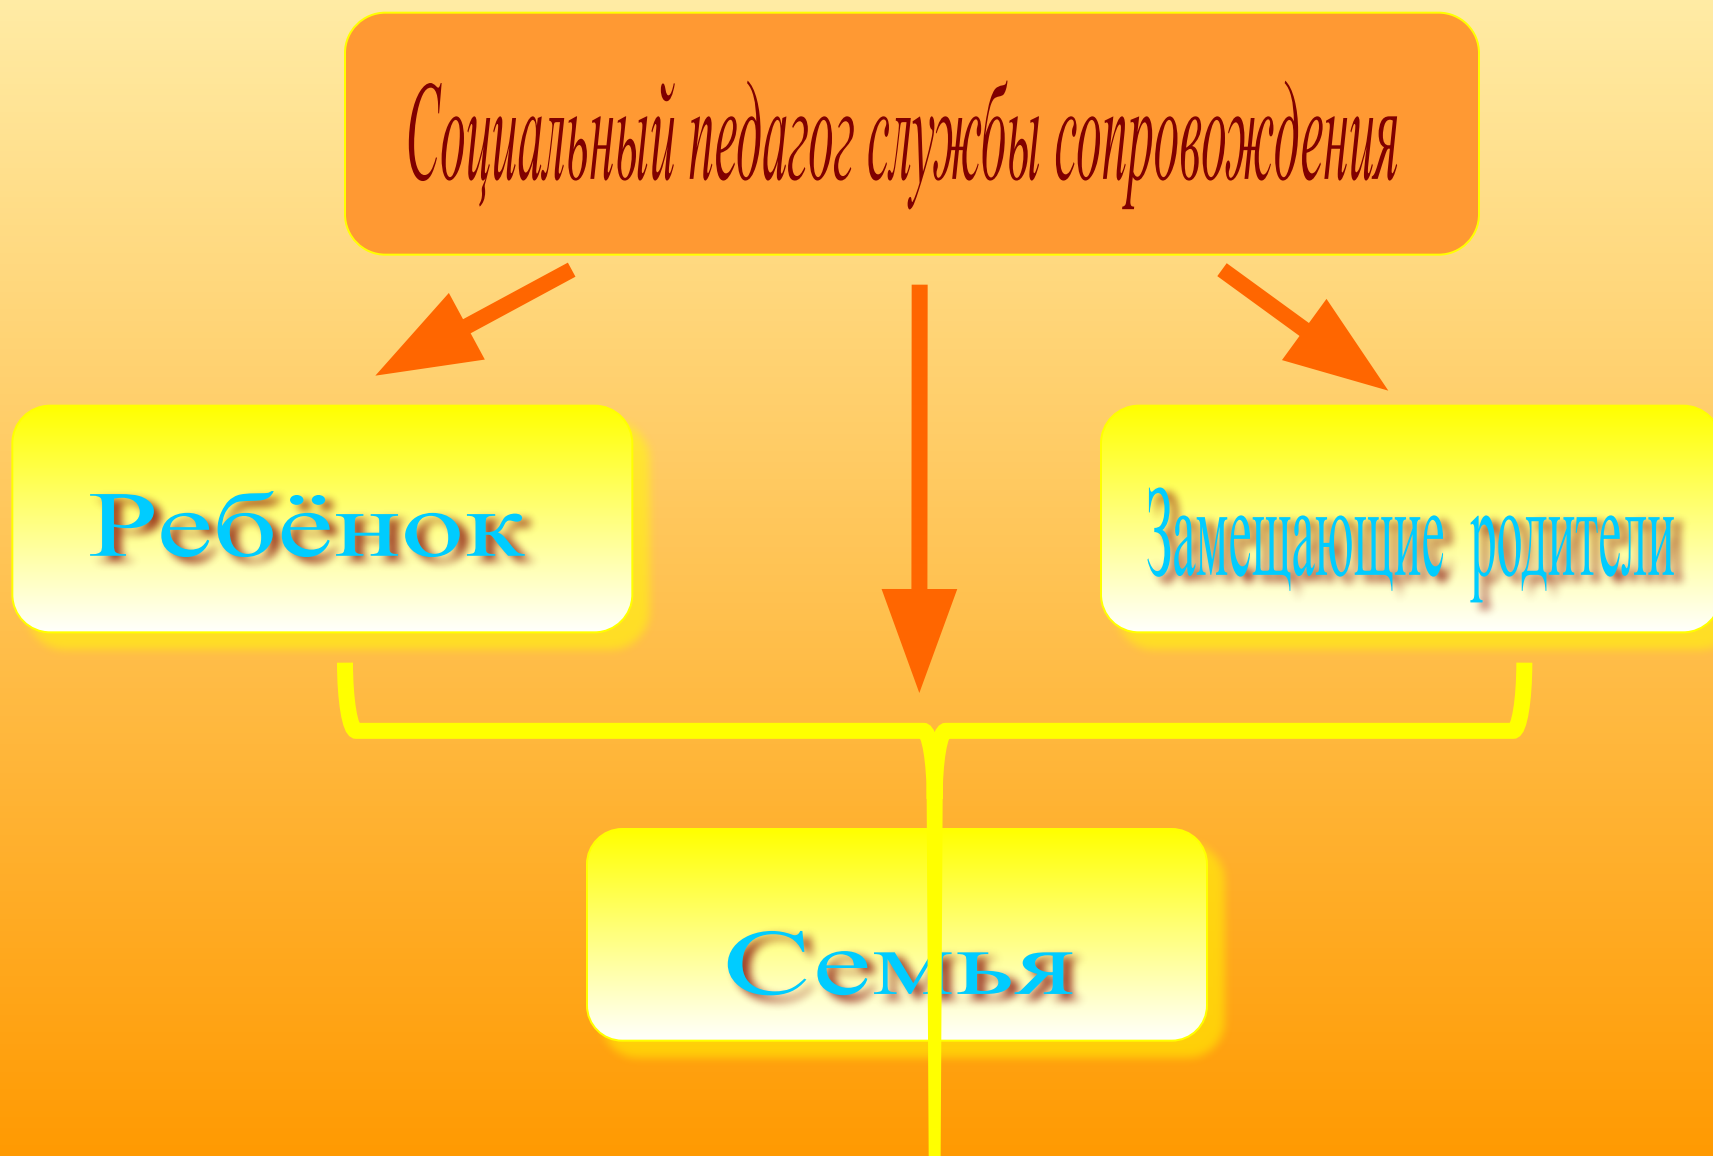 Социальный педагог службы сопровождения
Ребёнок
Замещающие родители
Семья